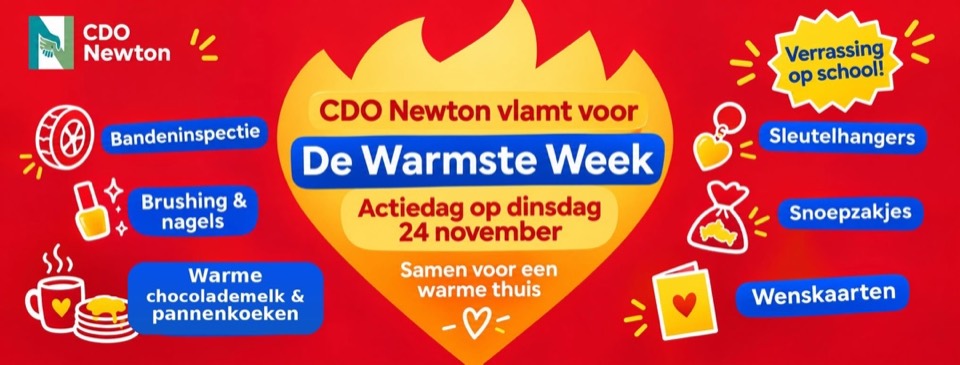 CDO
Newton
Bandeninspectie
Brushing &
nagels
Warme
chocolademelk &
pannenkoeken
CDO Newton vlamt voor
De Warmste Week
Actiedag op dinsdag
24 november
Samen voor een
warme thuis
Verrassing
op school!
Sleutelhangers
Snoepzakjes
Wenskaarten